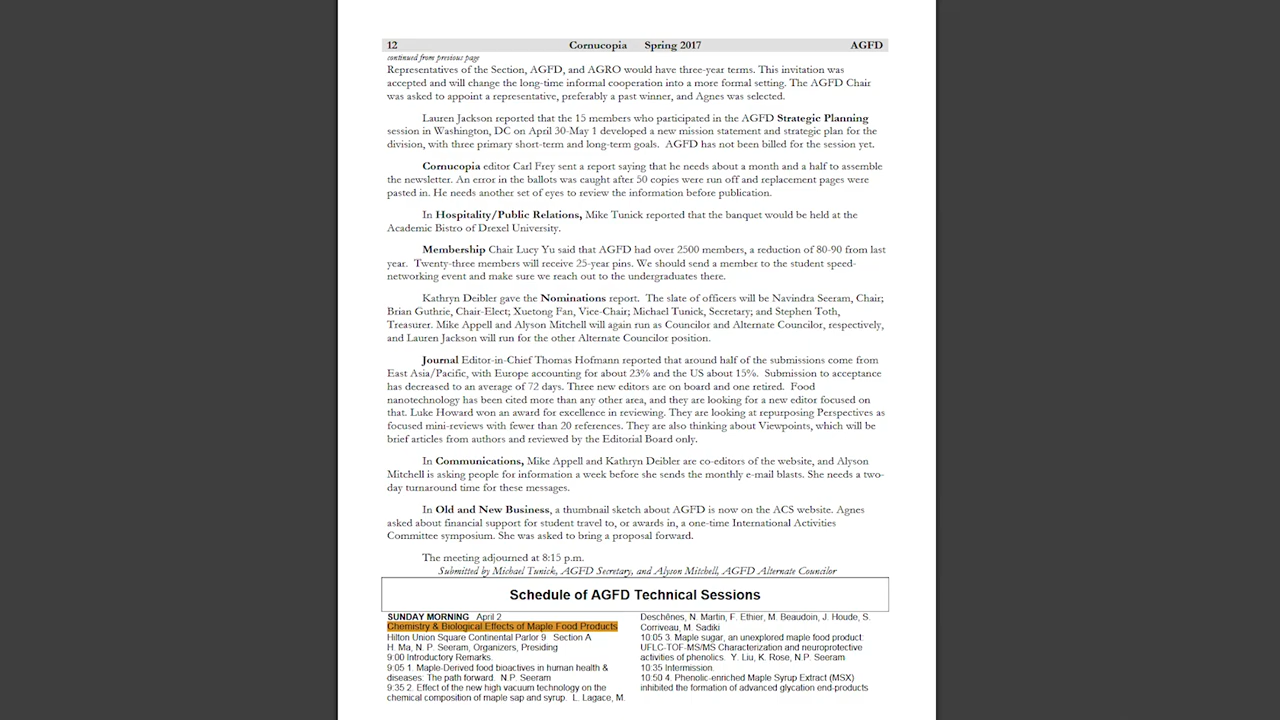 12 Cornucopia Spring 2017 AGFD
continued from previous page
Representatives of the Section, AGFD, and AGRO would have three-year terms. This invitation was
accepted and will change the long-time informal cooperation into a more formal setting. The AGFD Chair
was asked to appoint a representative, preferably a past winner, and Agnes was selected.
Lauren Jackson reported that the 15 members who participated in the AGFD Strategic Planning
session in Washington, DC on April 30-May 1 developed a new mission statement and strategic plan for the
division, with three primary short-term and long-term goals. AGFD has not been billed for the session yet.
Cornucopia editor Carl Frey sent a report saying that he needs about a month and a half to assemble
the newsletter. An error in the ballots was caught after 50 copies were run off and replacement pages were
pasted in. He needs another set of eyes to review the information before publication.
In Hospitality/Public Relations, Mike Tunick reported that the banquet would be held at the
Academic Bistro of Drexel University.
Membership Chair Lucy Yu said that AGFD had over 2500 members, a reduction of 80-90 from last
year. Twenty-three members will receive 25-year pins. We should send a member to the student speed-
networking event and make sure we reach out to the undergraduates there.
Kathryn Deibler gave the Nominations report. The slate of officers will be Navindra Seeram, Chair;
Brian Guthrie, Chair-Elect; Xuetong Fan, Vice-Chair; Michael Tunick, Secretary; and Stephen Toth,
Treasurer. Mike Appell and Alyson Mitchell will again run as Councilor and Alternate Councilor, respectively,
and Lauren Jackson will run for the other Alternate Councilor position.
Journal Editor-in-Chief Thomas Hofmann reported that around half of the submissions come from
East Asia/Pacific, with Europe accounting for about 23% and the US about 15%. Submission to acceptance
has decreased to an average of 72 days. Three new editors are on board and one retired. Food
nanotechnology has been cited more than any other area, and they are looking for a new editor focused on
that. Luke Howard won an award for excellence in reviewing. They are looking at repurposing Perspectives as
focused mini-reviews with fewer than 20 references. They are also thinking about Viewpoints, which will be
brief articles from authors and reviewed by the Editorial Board only.
In Communications, Mike Appell and Kathryn Deibler are co-editors of the website, and Alyson
Mitchell is asking people for information a week before she sends the monthly e-mail blasts. She needs a two-
day turnaround time for these messages.
In Old and New Business, a thumbnail sketch about AGFD is now on the ACS website. Agnes
asked about financial support for student travel to, or awards in, a one-time International Activities
Committee symposium. She was asked to bring a proposal forward.
The meeting adjourned at 8:15 p.m.
Submitted by Michael Tunick, AGFD Secretary, and Alyson Mitchell, AGFD Alternate Councilor
Schedule of AGFD Technical Sessions
SUNDAY MORNING April 2
Chemistry & Biological Effects of Maple Food Products
Hilton Union Square Continental Parlor 9 Section A
H. Ma, N. P. Seeram, Organizers, Presiding
9:00 Introductory Remarks.
9:05 1. Maple-Derived food bioactives in human health &
diseases: The path forward. N.P. Seeram
9:35 2. Effect of the new high vacuum technology on the
chemical composition of maple sap and syrup. L. Lagace, M.
Deschênes, N. Martin, F. Ethier, M. Beaudoin, J. Houde, S.
Corriveau, M. Sadiki
10:05 3. Maple sugar, an unexplored maple food product:
UFLC-TOF-MS/MS Characterization and neuroprotective
activities of phenolics. Y. Liu, K. Rose, N.P. Seeram
10:35 Intermission.
10:50 4. Phenolic-enriched Maple Syrup Extract (MSX)
inhibited the formation of advanced glycation end-products